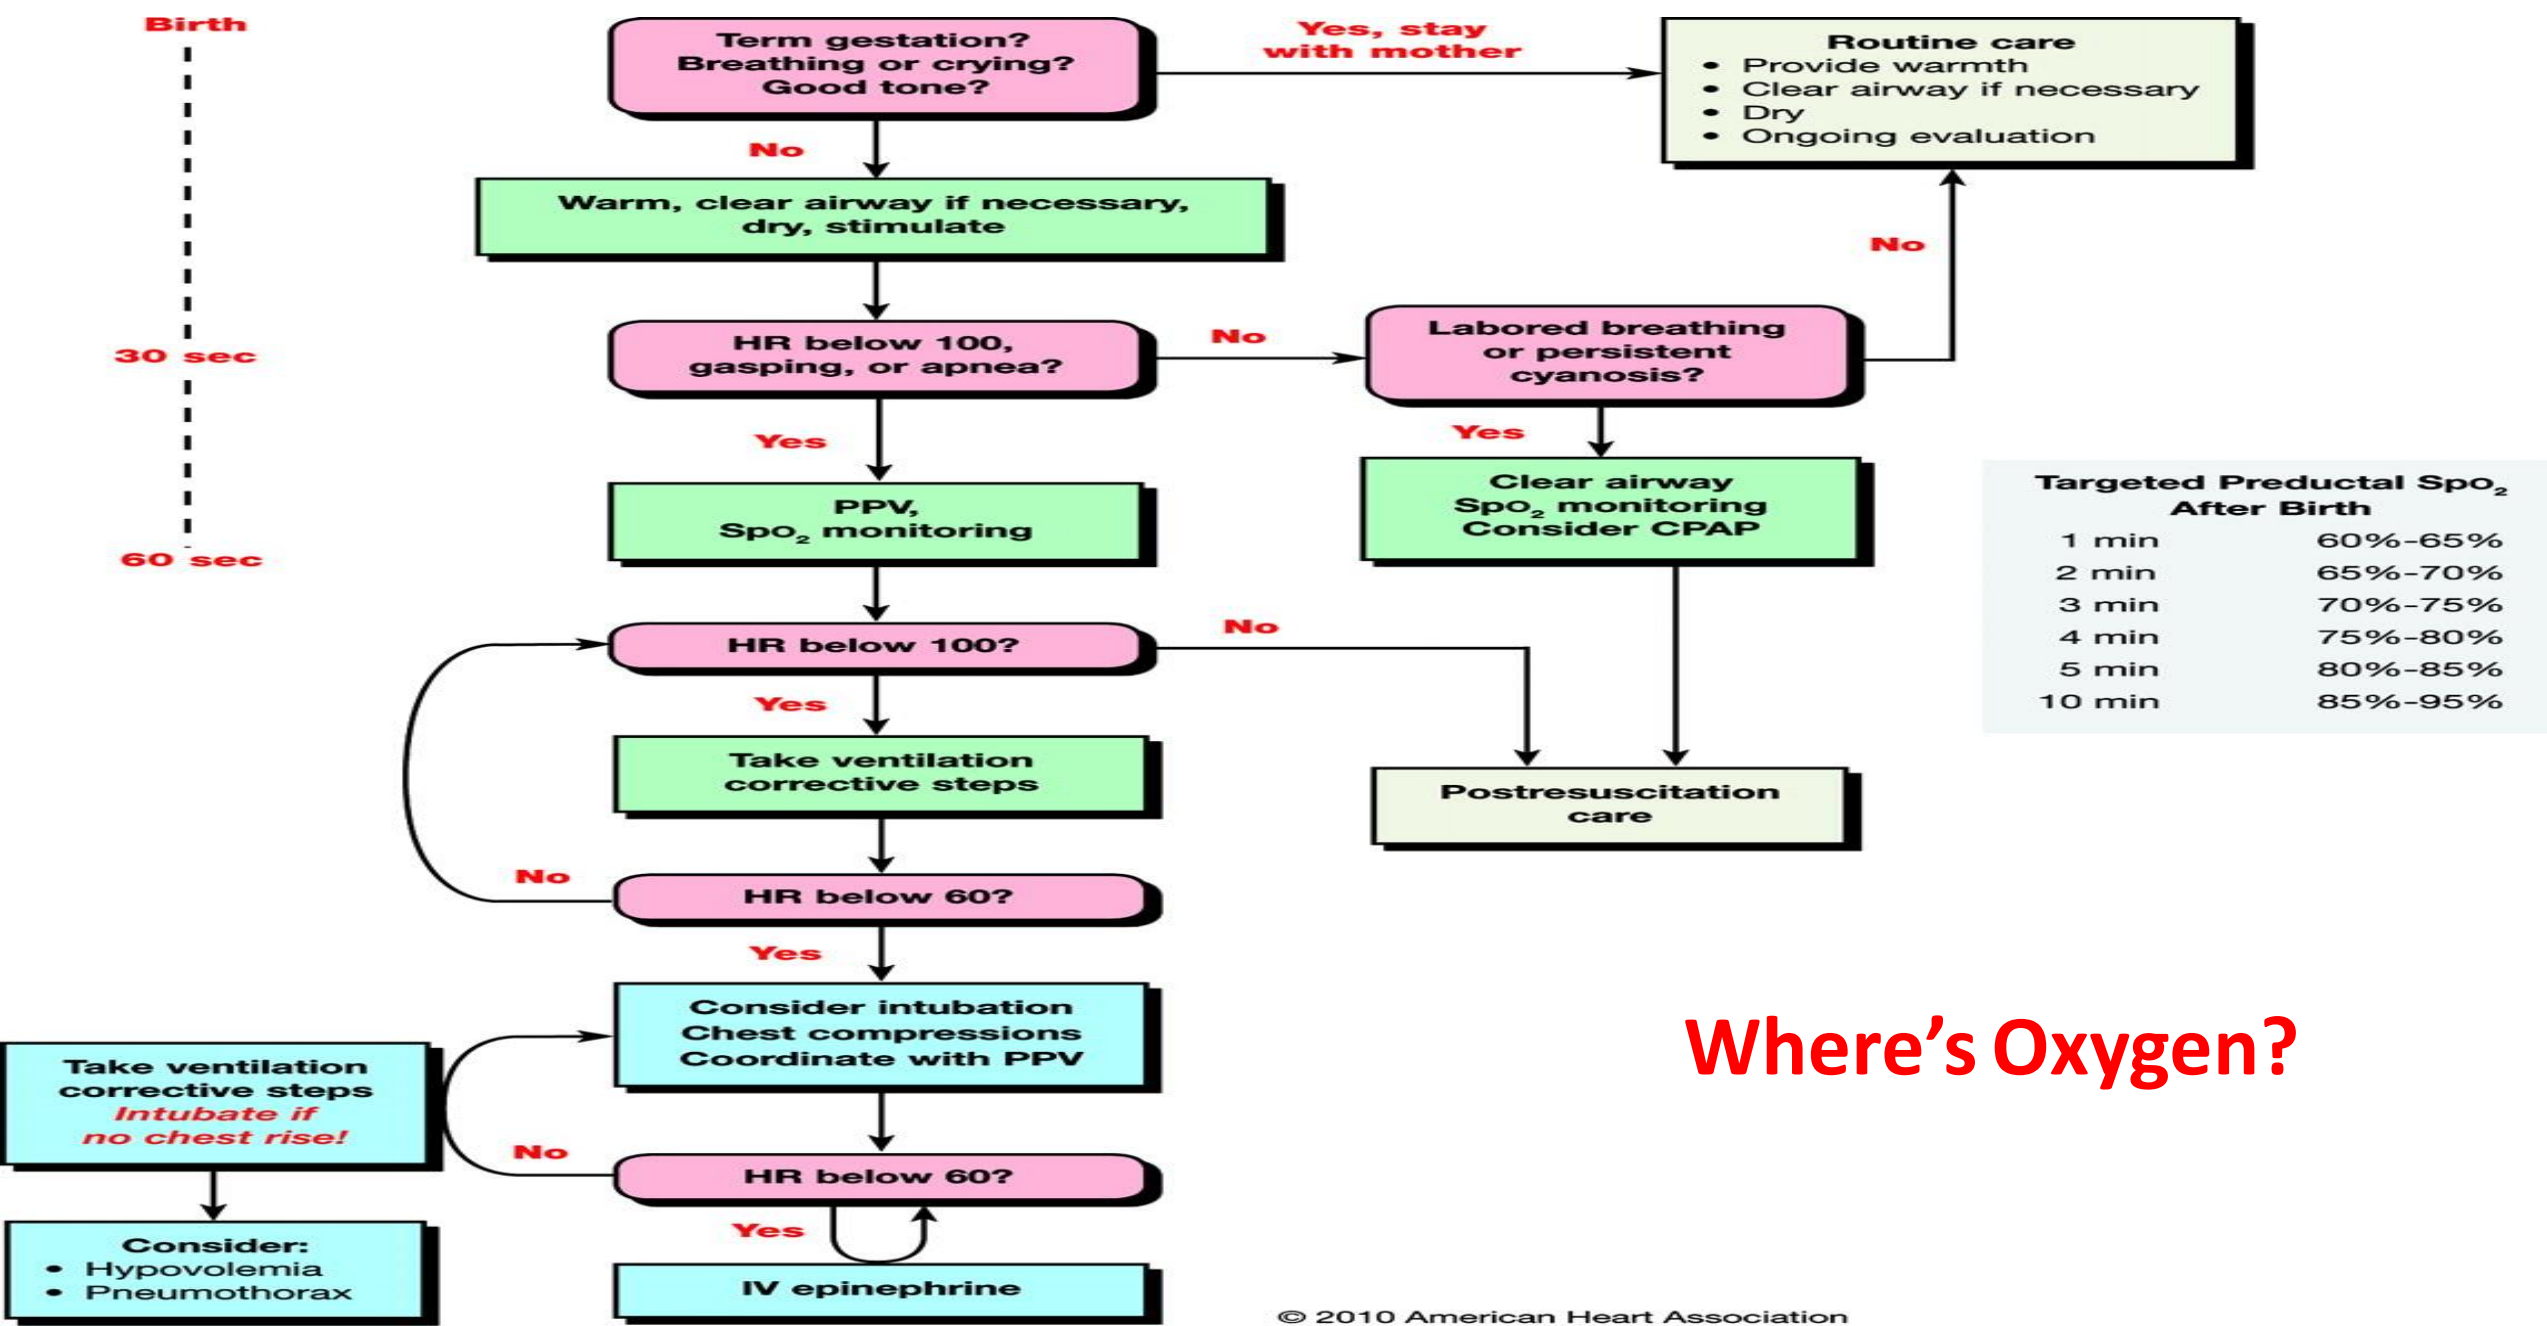 Birth
Term gestation?
Breathing or crying?
Good tone?
Yes, stay
with mother
Routine care
• Provide warmth
• Clear airway if necessary
• Dry
• Ongoing evaluation
No
Warm, clear airway if necessary,
dry, stimulate
No
30 sec
HR below 100,
gasping, or apnea?
No
Labored breathing
or persistent
cyanosis?
Yes
Yes
PPV,
Spo₂ monitoring
Clear airway
Spo₂ monitoring
Consider CPAP
60 sec
Targeted Preductal Spo₂
After Birth
1 min 60%-65%
2 min 65%-70%
3 min 70%-75%
4 min 75%-80%
5 min 80%-85%
10 min 85%-95%
HR below 100?
No
Yes
Take ventilation
corrective steps
Postresuscitation
care
No
HR below 60?
Yes
Consider intubation
Chest compressions
Coordinate with PPV
Where's Oxygen?
Take ventilation
corrective steps
Intubate if
no chest rise!
No
HR below 60?
Yes
Consider:
• Hypovolemia
• Pneumothorax
IV epinephrine
© 2010 American Heart Association